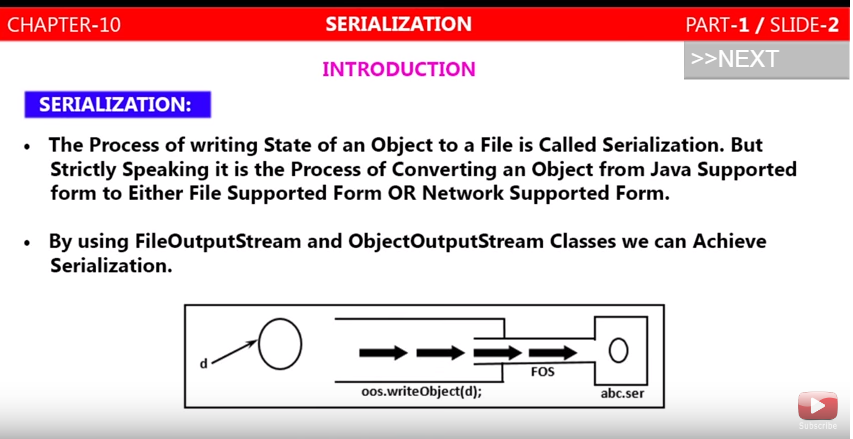 CHAPTER-10 SERIALIZATION PART-1 / SLIDE-2
>>NEXT
INTRODUCTION
SERIALIZATION:
• The Process of writing State of an Object to a File is Called Serialization. But
Strictly Speaking it is the Process of Converting an Object from Java Supported
form to Either File Supported Form OR Network Supported Form.
• By using FileOutputStream and ObjectOutputStream Classes we can Achieve
Serialization.
d
FOS
oos.writeObject(d);
abc.ser
Subscribe